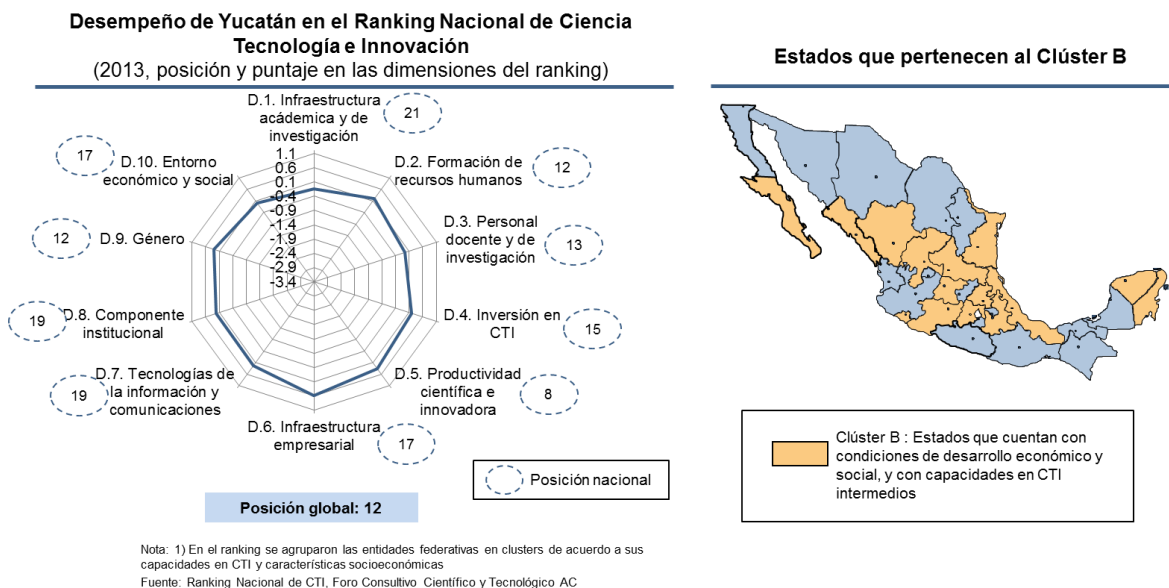 Desempeño de Yucatán en el Ranking Nacional de Ciencia
Tecnología e Innovación
(2013, posición y puntaje en las dimensiones del ranking)
D.1. Infraestructura
acádemica y de
investigación
21
1.1
0.6
0.1
-0.4
-0.9
-1.4
-1.9
-2.4
-2.9
-3.4
D.2. Formación de
recursos humanos
12
D.3. Personal
docente y de
investigación
13
D.4. Inversión en
CTI
15
D.5. Productividad
científica e
innovadora
8
D.6. Infraestructura
empresarial
17
D.7. Tecnologías de
la información y
comunicaciones
19
D.8. Componente
institucional
19
D.9. Género
12
D.10. Entorno
económico y social
17
Posición nacional
Posición global: 12
Nota: 1) En el ranking se agruparon las entidades federativas en clusters de acuerdo a sus
capacidades en CTI y características socioeconómicas
Fuente: Ranking Nacional de CTI, Foro Consultivo Científico y Tecnológico AC
Estados que pertenecen al Clúster B
Clúster B : Estados que cuentan con
condiciones de desarrollo económico y
social, y con capacidades en CTI
intermedios